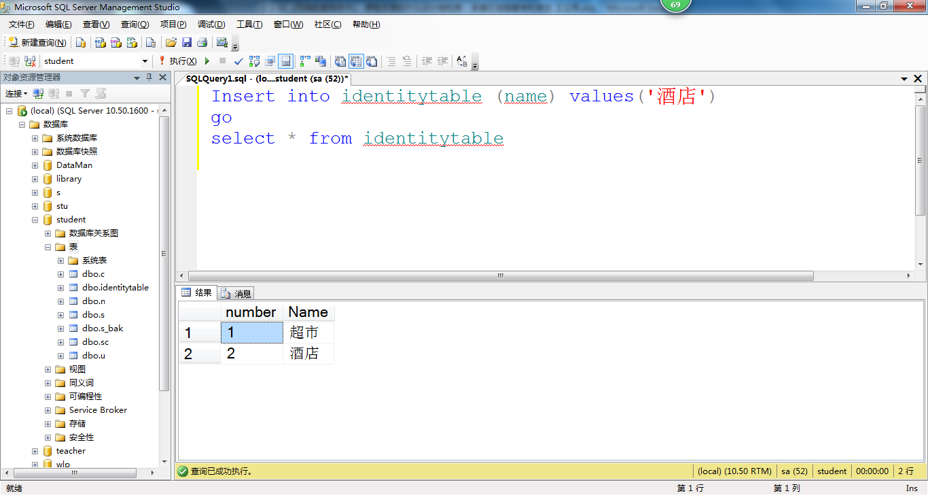 Microsoft SQL Server Management Studio
69
文件(F) 编辑(E) 查看(V) 查询(Q) 项目(P) 调试(D) 工具(T) 窗口(W) 社区(C) 帮助(H)
新建查询(N)
student 执行(X)
对象资源管理器
连接
(local) (SQL Server 10.50.1600 -
数据库
系统数据库
数据库快照
DataMan
library
s
stu
student
数据库关系图
表
系统表
dbo.c
dbo.identitytable
dbo.n
dbo.s
dbo.s_bak
dbo.sc
dbo.u
视图
同义词
可编程性
Service Broker
存储
安全性
teacher
wlp
SQLQuery1.sql - (lo....student (sa (52))*
Insert into identitytable (name) values('酒店')
go
select * from identitytable
结果 消息
number Name
1 1 超市
2 2 酒店
查询已成功执行。 (local) (10.50 RTM) sa (52) student 00:00:00 2 行
就绪 第 1 行 第 1 列 Ins